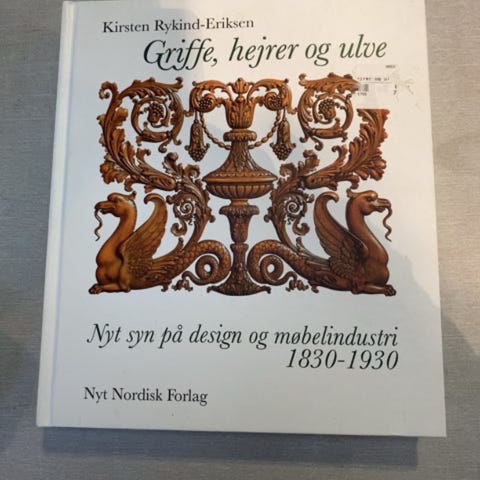 Kirsten Rykind-Eriksen
Griffe, hejrer og ulve
Nyt syn på design og møbelindustri
1830-1930
Nyt Nordisk Forlag